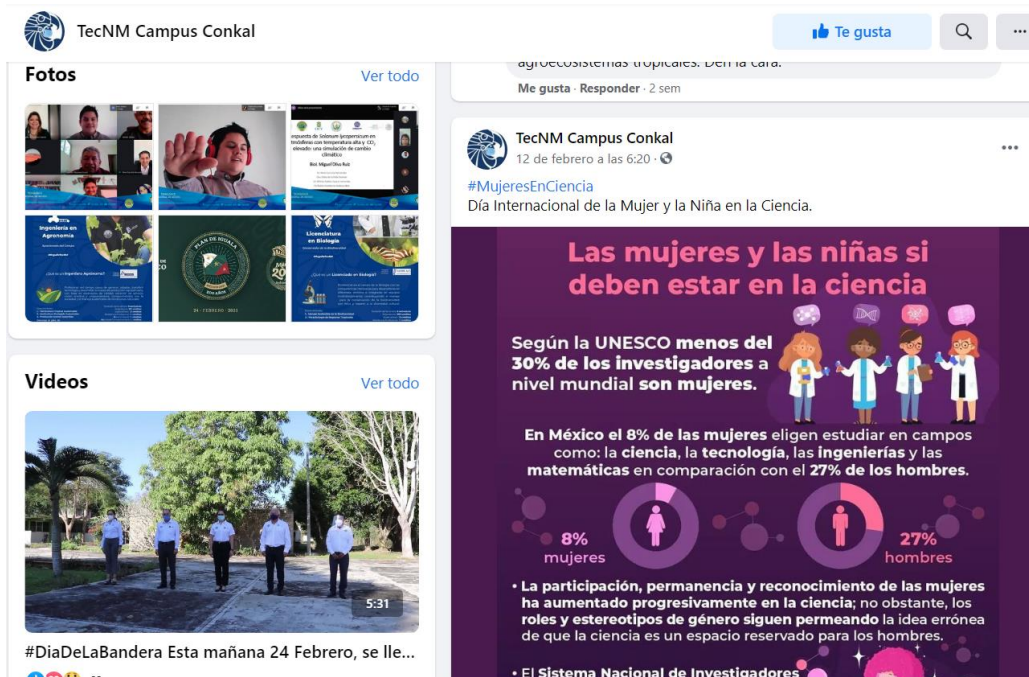 TecNM Campus Conkal
Te gusta
Fotos
Ver todo
Ingeniería en
Agronomía
PLAN DE IGUALA
24 · FEBRERO · 2021
Licenciatura
en Biología
Videos
Ver todo
5:31
#DiaDeLaBandera Esta mañana 24 Febrero, se lle...
agroecosistemas tropicales. Den la cara.
Me gusta · Responder · 2 sem
TecNM Campus Conkal
12 de febrero a las 6:20 ·
#MujeresEnCiencia
Día Internacional de la Mujer y la Niña en la Ciencia.
Las mujeres y las niñas si
deben estar en la ciencia
Según la UNESCO menos del
30% de los investigadores a
nivel mundial son mujeres.
En México el 8% de las mujeres eligen estudiar en campos
como: la ciencia, la tecnología, las ingenierías y las
matemáticas en comparación con el 27% de los hombres.
8%
mujeres
27%
hombres
• La participación, permanencia y reconocimiento de las mujeres
ha aumentado progresivamente en la ciencia; no obstante, los
roles y estereotipos de género siguen permeando la idea errónea
de que la ciencia es un espacio reservado para los hombres.
• El Sistema Nacional de Investigadores